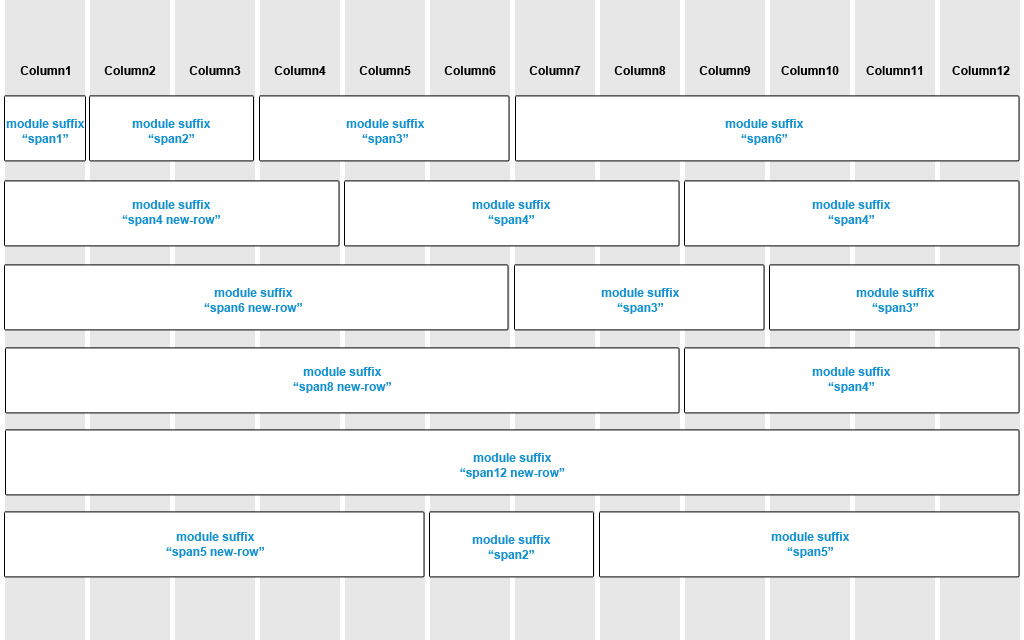 Column1 Column2 Column3 Column4 Column5 Column6 Column7 Column8 Column9 Column10 Column11 Column12
module suffix
“span1”
module suffix
“span2”
module suffix
“span3”
module suffix
“span6”
module suffix
“span4 new-row”
module suffix
“span4”
module suffix
“span4”
module suffix
“span6 new-row”
module suffix
“span3”
module suffix
“span3”
module suffix
“span8 new-row”
module suffix
“span4”
module suffix
“span12 new-row”
module suffix
“span5 new-row”
module suffix
“span2”
module suffix
“span5”